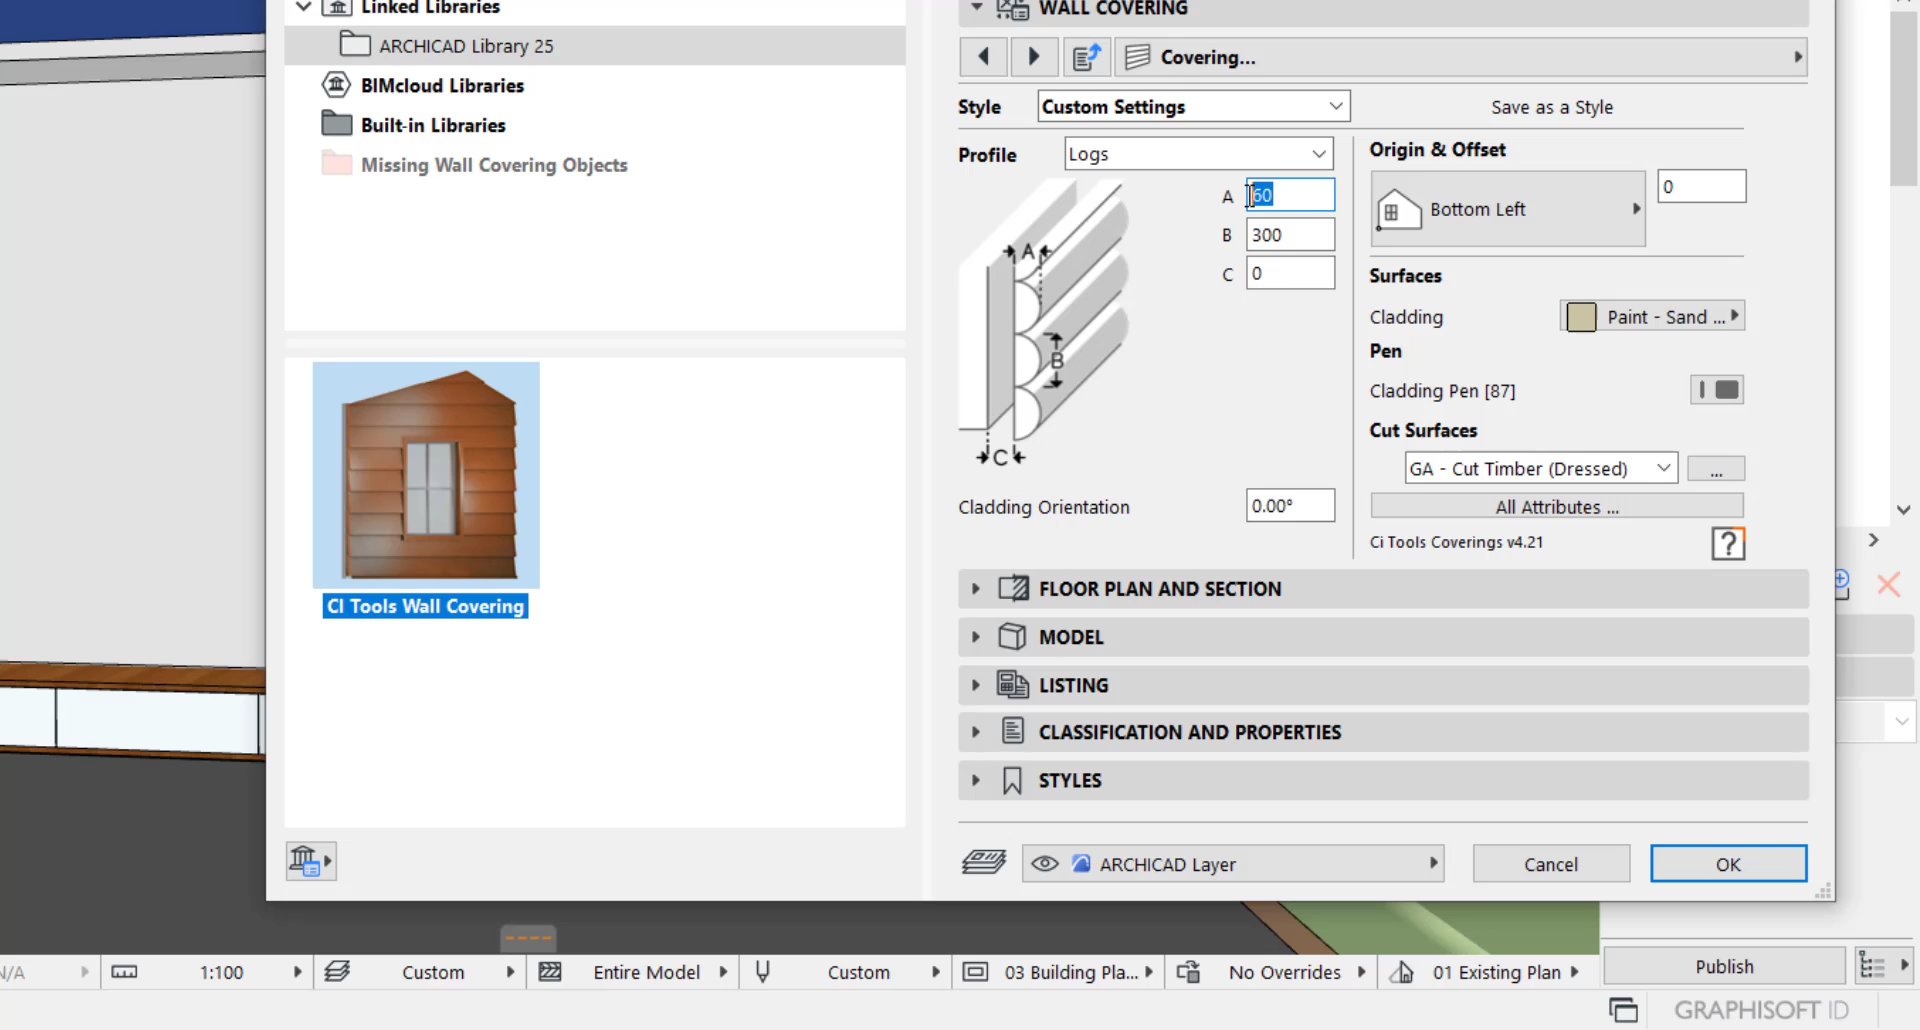 Linked Libraries
ARCHICAD Library 25
BIMcloud Libraries
Built-in Libraries
Missing Wall Covering Objects
CI Tools Wall Covering
WALL COVERING
Covering...
Style
Custom Settings
Save as a Style
Profile
Logs
A 60
B 300
C 0
A
B
C
Cladding Orientation
0.00°
Origin & Offset
Bottom Left
0
Surfaces
Cladding
Paint - Sand ...
Pen
Cladding Pen [87]
Cut Surfaces
GA - Cut Timber (Dressed)
...
All Attributes ...
Ci Tools Coverings v4.21
?
FLOOR PLAN AND SECTION
MODEL
LISTING
CLASSIFICATION AND PROPERTIES
STYLES
ARCHICAD Layer
Cancel
OK
N/A
1:100
Custom
Entire Model
Custom
03 Building Pla...
No Overrides
01 Existing Plan
Publish
GRAPHISOFT ID